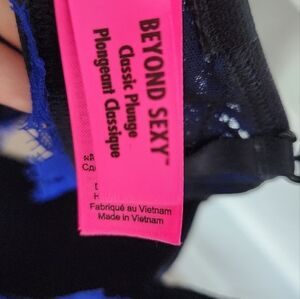 BEYOND SEXY™
Classic Plunge
Plongeant Classique
Fabriqué au Vietnam
Made in Vietnam